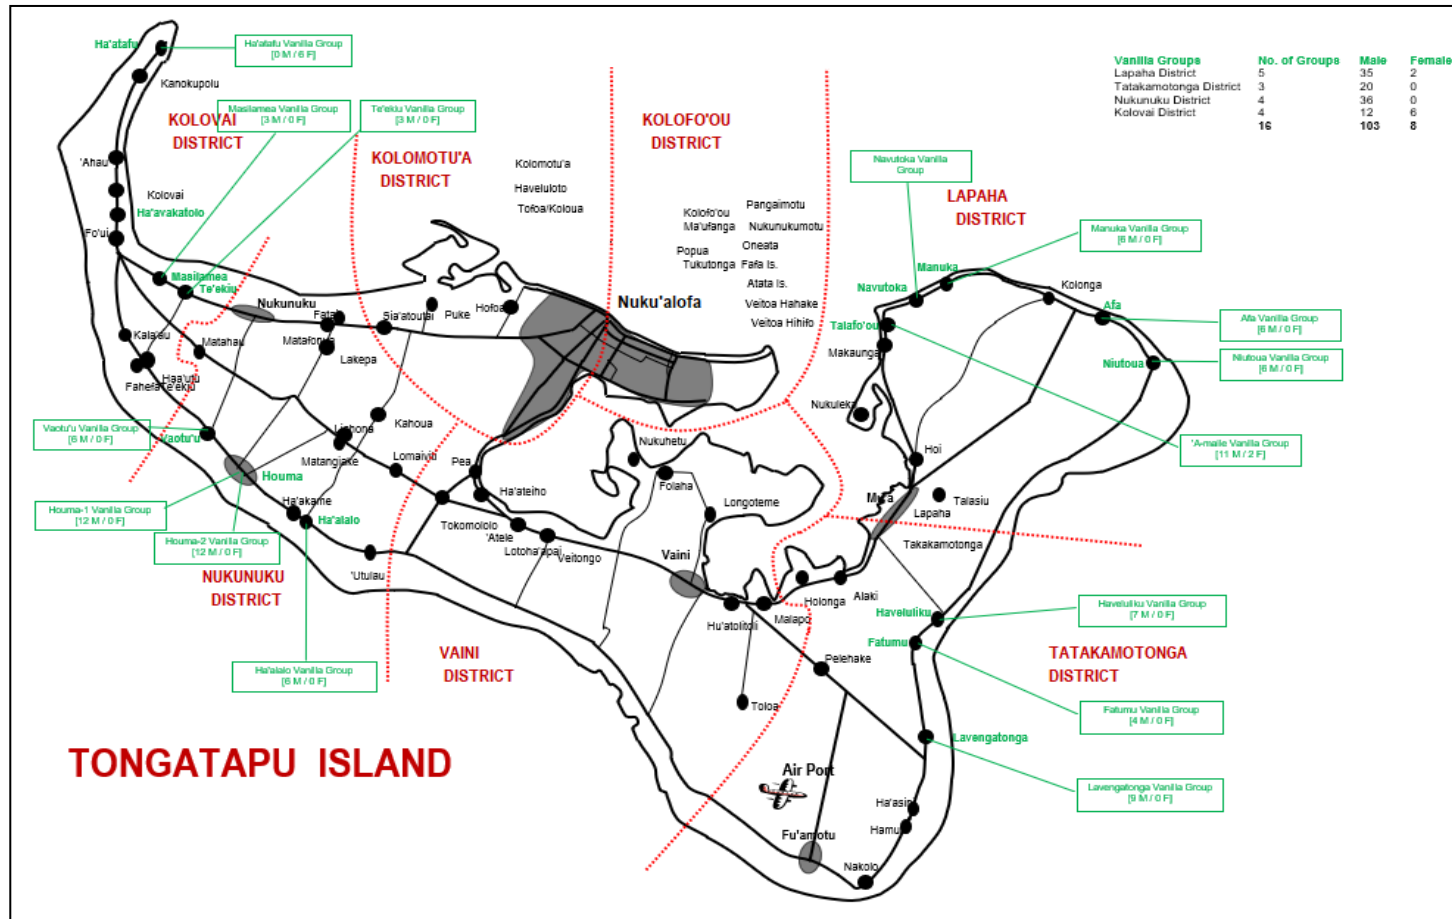 Ha'atafu
Ha'atafu Vanilla Group
[0 M / 6 F]
Kanokupolu
Vanilla Groups No. of Groups Male Female
Lapaha District 5 35 2
Tatakamotonga District 3 20 0
Nukunuku District 4 36 0
Kolovai District 4 12 6
16 103 8
Masilamea Vanilla Group
[3 M / 0 F]
Te'ekiu Vanilla Group
[3 M / 0 F]
KOLOVAI
DISTRICT
KOLOMOTU'A
DISTRICT
KOLOFO'OU
DISTRICT
LAPAHA
DISTRICT
Kolomotu'a
Haveluloto
Tofoa/Koloua
Kolofo'ou
Ma'ufanga
Popua
Tukutonga
Pangaimotu
Nukunukumotu
Oneata
Fafa Is.
Atata Is.
Veitoa Hahake
Veitoa Hihifo
Navutoka Vanilla
Group
Manuka Vanilla Group
[6 M / 0 F]
'Ahau
Kolovai
Ha'avakatolo
Fo'ui
Masilamea
Te'ekiu
Nukunuku
Fatai
Matafonua
Lakepa
Sia'atoutai
Puke
Hofoa
Nuku'alofa
Manuka
Navutoka
Kolonga
Afa
Afa Vanilla Group
[6 M / 0 F]
Talafo'ou
Makaunga
Niutoua
Niutoua Vanilla Group
[6 M / 0 F]
Kala'au
Matahau
Haa'utu
Fahefa
Te'ekiu
Nukuleka
Vaotu'u Vanilla Group
[6 M / 0 F]
Vaotu'u
Kahoua
Lomaiviti
Matangiake
Houma
Pea
Nukuhetu
Folaha
Longoteme
Hoi
'A-maile Vanilla Group
[11 M / 2 F]
Houma-1 Vanilla Group
[12 M / 0 F]
Houma-2 Vanilla Group
[12 M / 0 F]
Ha'akame
Ha'alalo
Ha'ateiho
Tokomololo
'Atele
Lotoha'apai
Veitongo
Vaini
Mu'a
Lapaha
Talasiu
Takakamotonga
'Utulau
NUKUNUKU
DISTRICT
Hu'atolitoli
Malapo
Holonga
Alaki
Haveluliku
Haveluliku Vanilla Group
[7 M / 0 F]
Fatumu
Ha'alalo Vanilla Group
[6 M / 0 F]
VAINI
DISTRICT
Pelehake
TATAKAMOTONGA
DISTRICT
Toloa
Fatumu Vanilla Group
[4 M / 0 F]
Lavengatonga
TONGATAPU ISLAND
Air Port
Lavengatonga Vanilla Group
[9 M / 0 F]
Ha'asini
Hamula
Fu'amotu
Nakolo